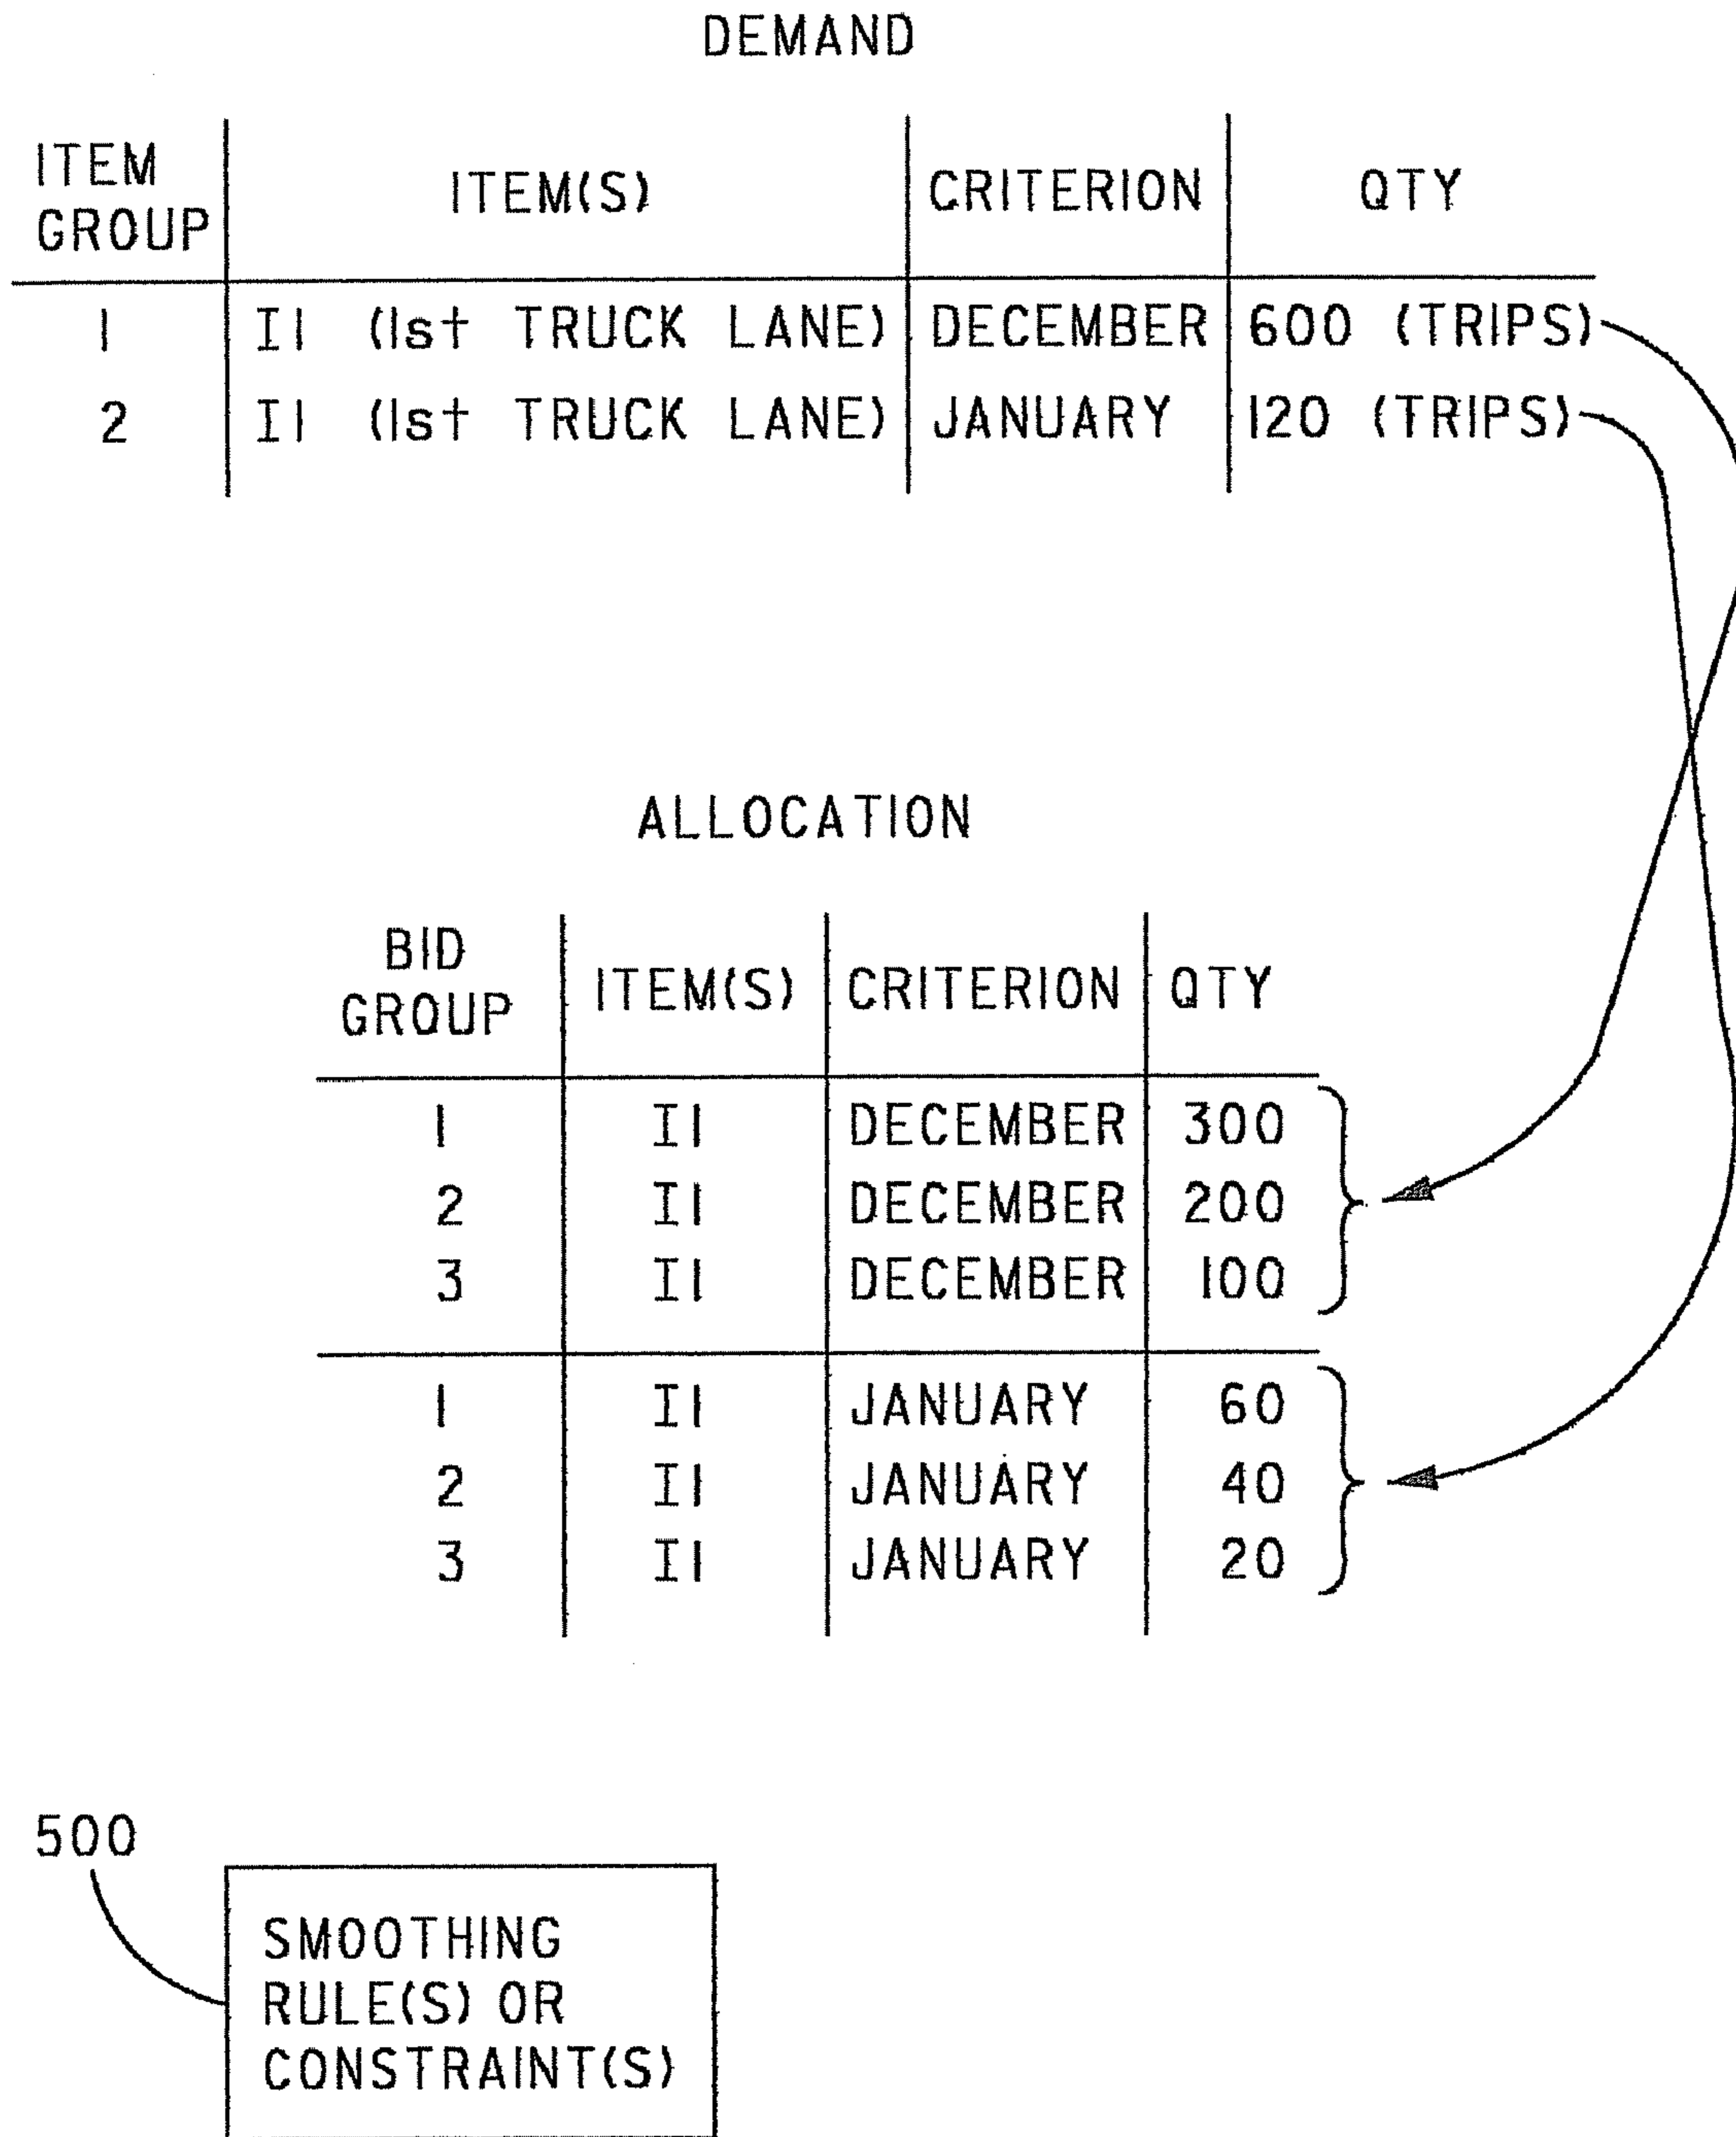 DEMAND
ITEM GROUP ITEM(S) CRITERION QTY
1 I1 (1st TRUCK LANE) DECEMBER 600 (TRIPS)
2 I1 (1st TRUCK LANE) JANUARY 120 (TRIPS)
ALLOCATION
BID GROUP ITEM(S) CRITERION QTY
1 I1 DECEMBER 300
2 I1 DECEMBER 200
3 I1 DECEMBER 100
1 I1 JANUARY 60
2 I1 JANUARY 40
3 I1 JANUARY 20
500
SMOOTHING
RULE(S) OR
CONSTRAINT(S)